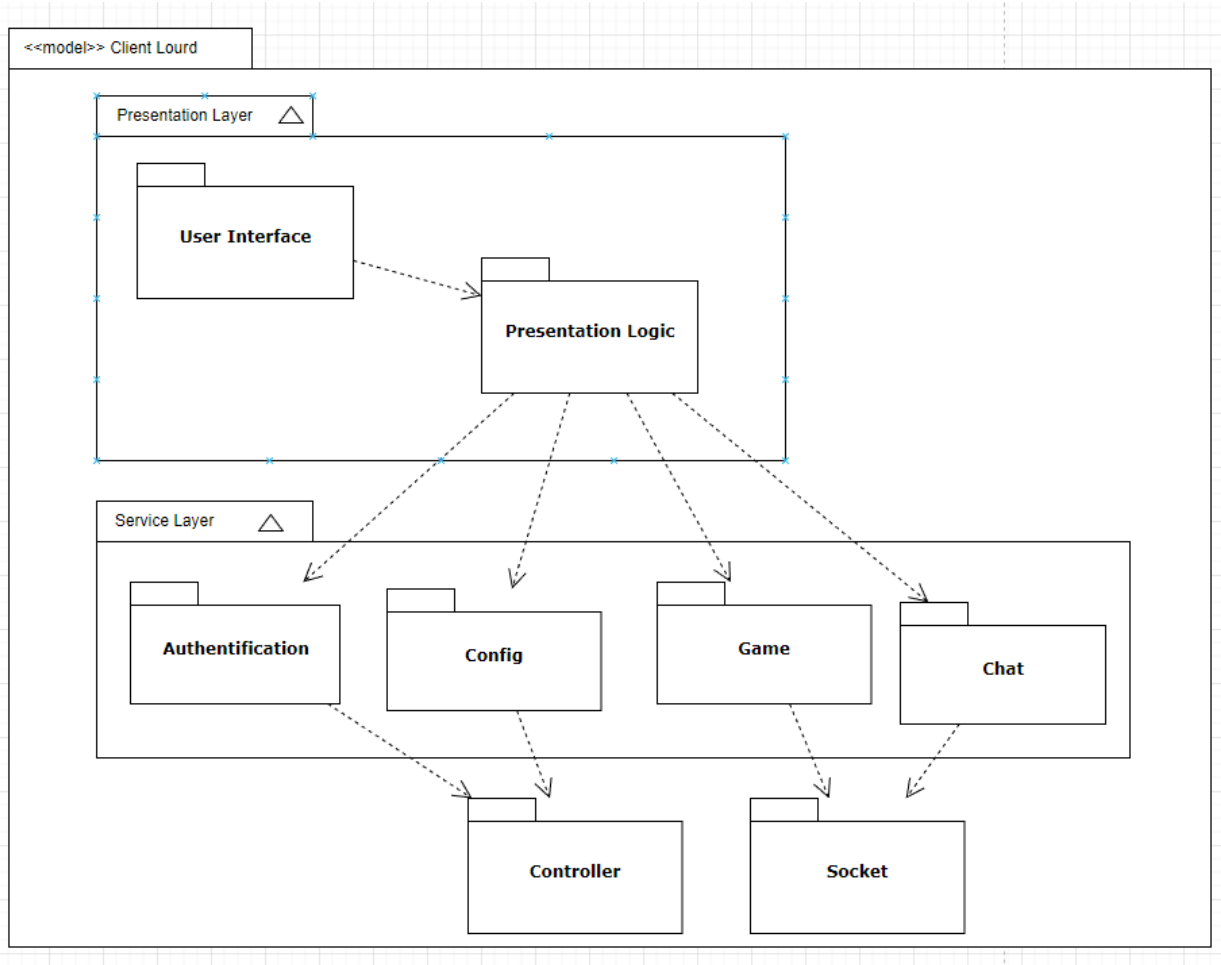 <<model>> Client Lourd
Presentation Layer
User Interface
Presentation Logic
Service Layer
Authentification
Config
Game
Chat
Controller
Socket